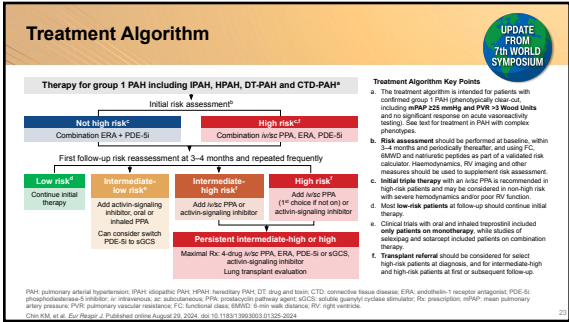 Treatment Algorithm
UPDATE
FROM
7th WORLD
SYMPOSIUM
Therapy for group 1 PAH including IPAH, HPAH, DT-PAH and CTD-PAHa
Initial risk assessmentb
Not high riskc
Combination ERA + PDE-5i
High riskc,f
Combination iv/sc PPA, ERA, PDE-5i
First follow-up risk reassessment at 3–4 months and repeated frequently
Low riskd
Continue initial
therapy
Intermediate-
low riske
Add activin-signaling
inhibitor, oral or
inhaled PPA
Can consider switch
PDE-5i to sGCS
Intermediate-
high riskf
Add iv/sc PPA or
activin-signaling inhibitor
High riskf
Add iv/sc PPA
(1st choice if not on) or
activin-signaling inhibitor
Persistent intermediate-high or high
Maximal Rx: 4-drug iv/sc PPA, ERA, PDE-5i or sGCS,
activin-signaling inhibitor
Lung transplant evaluation
Treatment Algorithm Key Points
a. The treatment algorithm is intended for patients with
confirmed group 1 PAH (phenotypically clear-cut,
including mPAP ≥25 mmHg and PVR >3 Wood Units
and no significant response on acute vasoreactivity
testing). See text for treatment in PAH with complex
phenotypes.
b. Risk assessment should be performed at baseline, within
3–4 months and periodically thereafter, and using FC,
6MWD and natriuretic peptides as part of a validated risk
calculator. Haemodynamics, RV imaging and other
measures should be used to supplement risk assessment.
c. Initial triple therapy with an iv/sc PPA is recommended in
high-risk patients and may be considered in non-high risk
with severe hemodynamics and/or poor RV function.
d. Most low-risk patients at follow-up should continue initial
therapy.
e. Clinical trials with oral and inhaled treprostinil included
only patients on monotherapy, while studies of
selexipag and sotarcept included patients on combination
therapy.
f. Transplant referral should be considered for select
high-risk patients at diagnosis, and for intermediate-high
and high-risk patients at first or subsequent follow-up.
PAH: pulmonary arterial hypertension; IPAH: idiopathic PAH; HPAH: hereditary PAH; DT: drug and toxin; CTD: connective tissue disease; ERA: endothelin-1 receptor antagonist; PDE-5i:
phosphodiesterase-5 inhibitor; iv: intravenous; sc: subcutaneous; PPA: prostacyclin pathway agent; sGCS: soluble guanylyl cyclase stimulator; Rx: prescription; mPAP: mean pulmonary
artery pressure; PVR: pulmonary vascular resistance; FC: functional class; 6MWD: 6-min walk distance; RV: right ventricle.
Chin KM, et al. Eur Respir J. Published online August 29, 2024. doi:10.1183/13993003.01325-2024
23